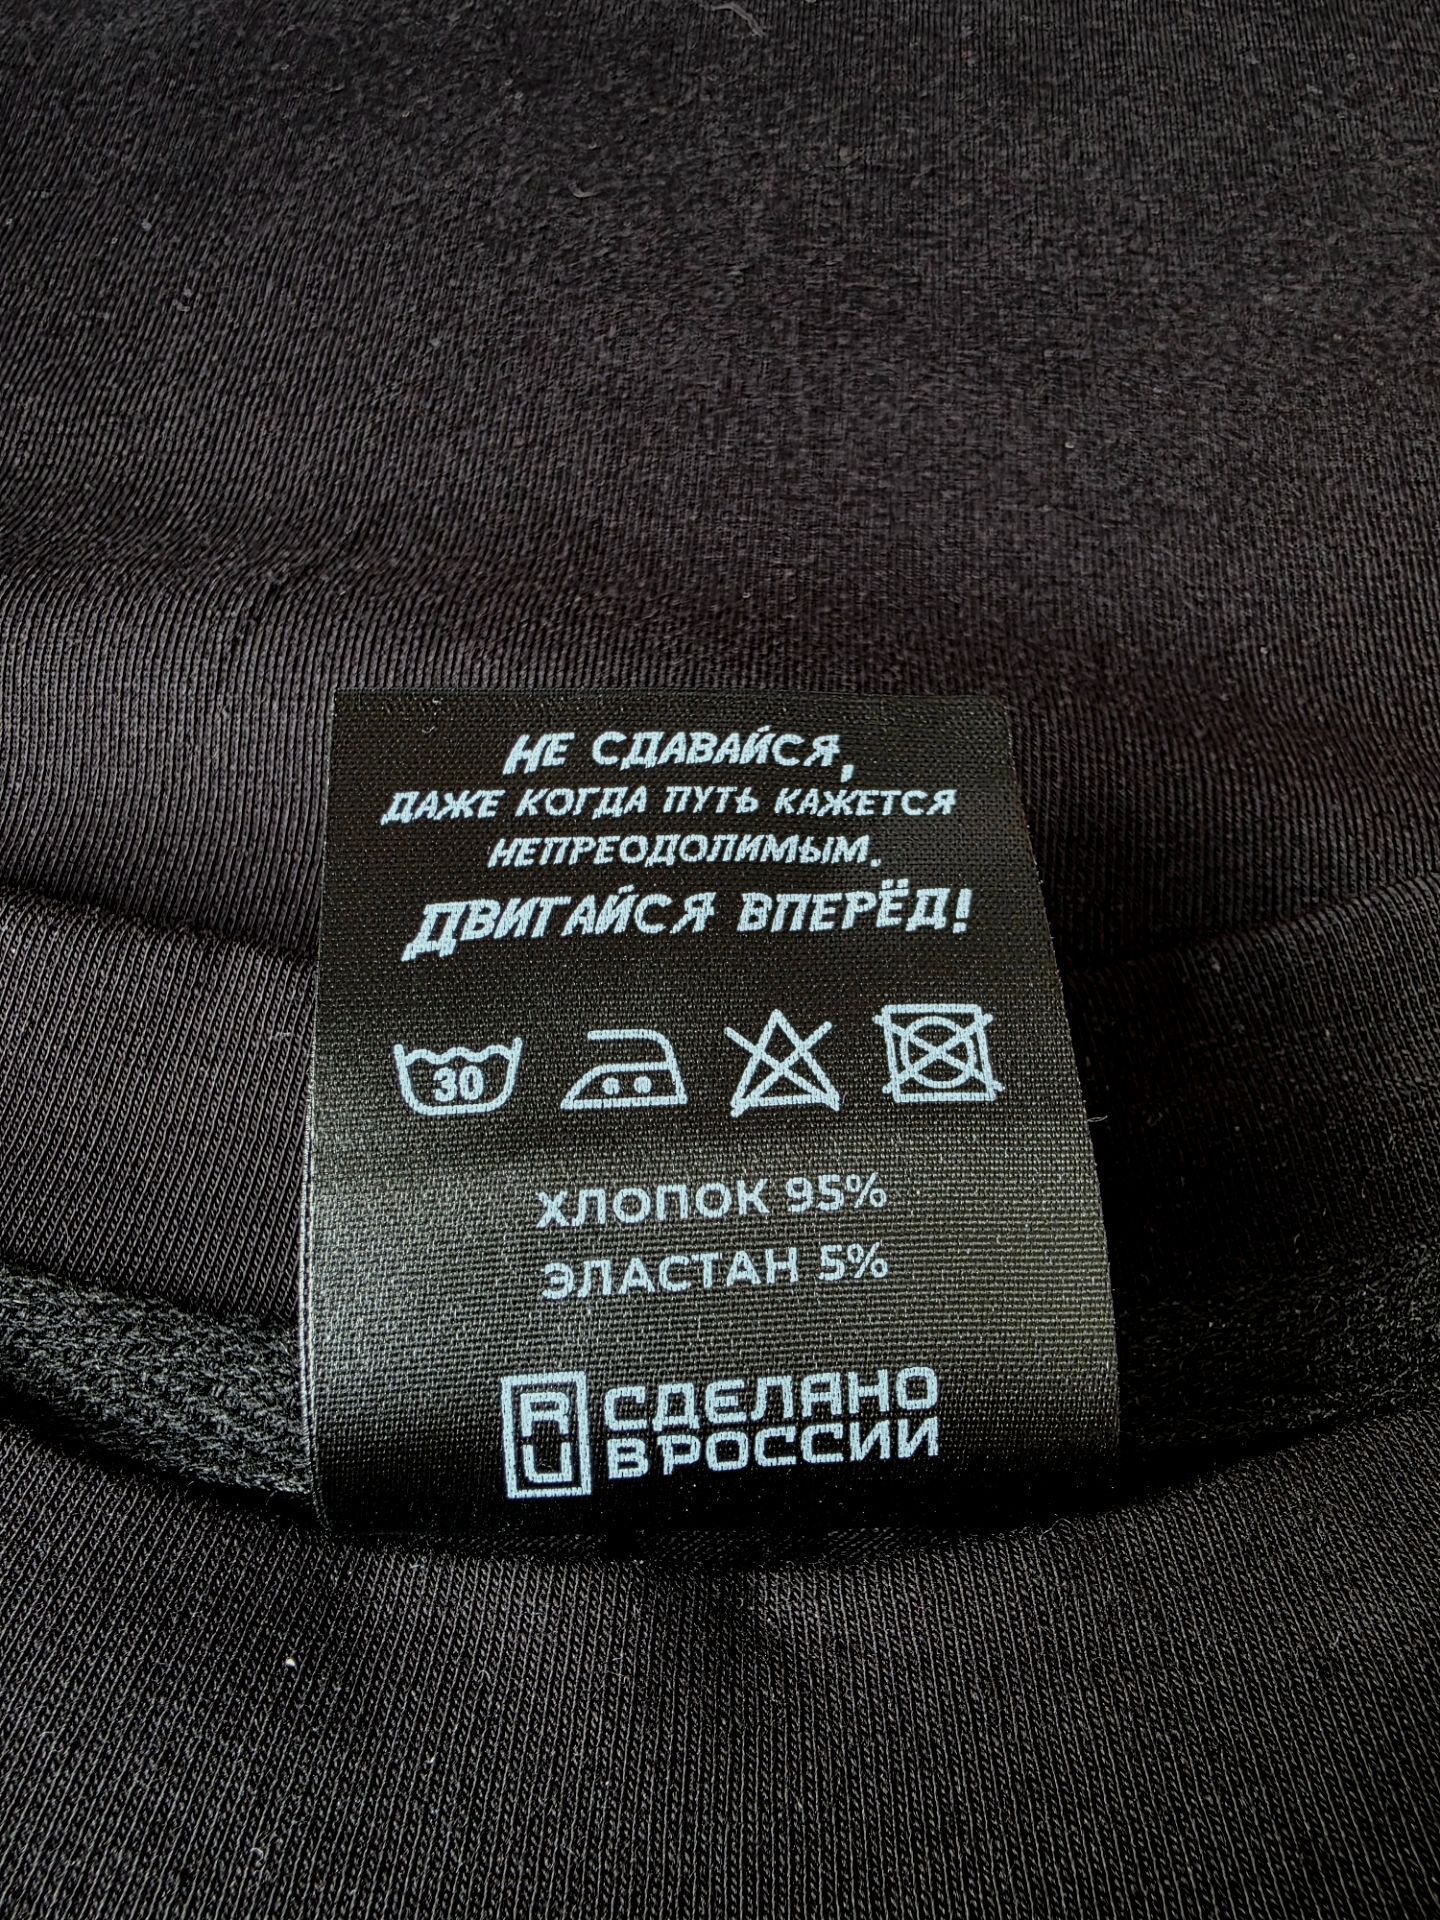 НЕ СДАВАЙСЯ,
ДАЖЕ КОГДА ПУТЬ КАЖЕТСЯ
НЕПРЕОДОЛИМЫМ.
ДВИГАЙСЯ ВПЕРЁД!
30
ХЛОПОК 95%
ЭЛАСТАН 5%
RU
СДЕЛАНО
В РОССИИ